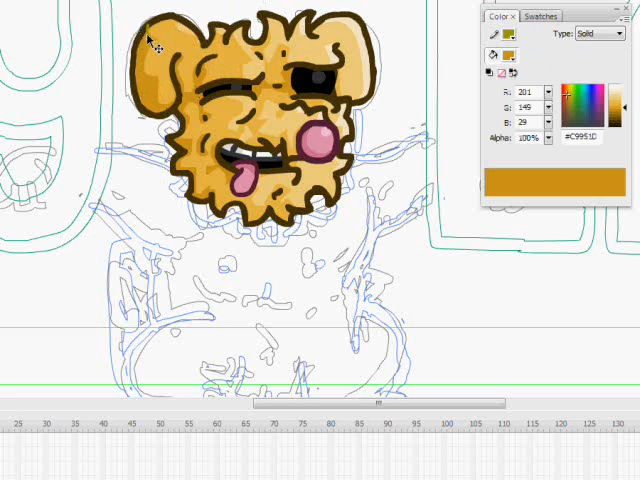 Color × Swatches
Type: Solid
R: 201
G: 149
B: 29
Alpha: 100% #C9951D
25 30 35 40 45 50 55 60 65 70 75 80 85 90 95 100 105 110 115 120 125 130